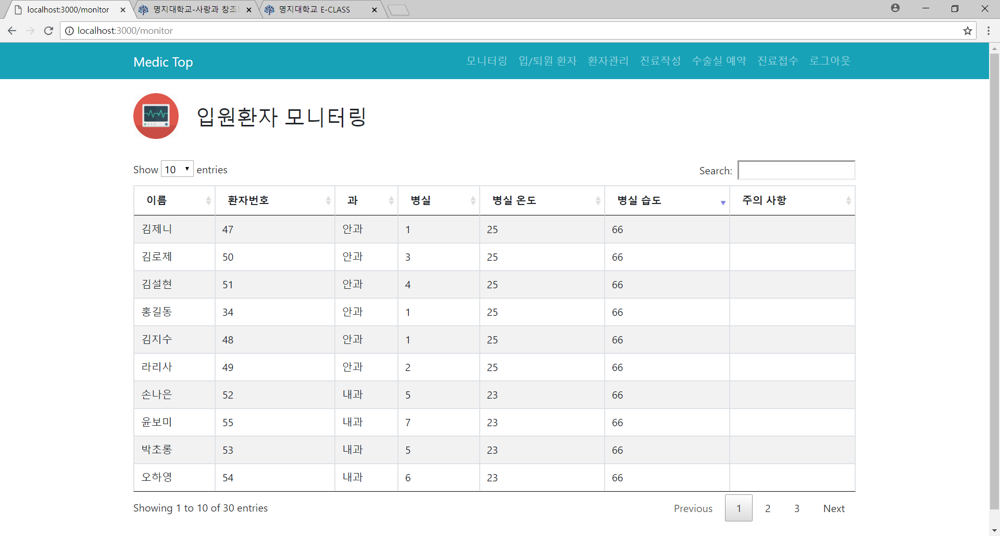 localhost:3000/monitor
명지대학교-사랑과 창조의
명지대학교 E-CLASS
localhost:3000/monitor
Medic Top 모니터링 입/퇴원 환자 환자관리 진료작성 수술실 예약 진료접수 로그아웃
입원환자 모니터링
Show 10 entries Search:
이름 환자번호 과 병실 병실 온도 병실 습도 주의 사항
김제니 47 안과 1 25 66
김로제 50 안과 3 25 66
김설현 51 안과 4 25 66
홍길동 34 안과 1 25 66
김지수 48 안과 1 25 66
라리사 49 안과 2 25 66
손나은 52 내과 5 23 66
윤보미 55 내과 7 23 66
박초롱 53 내과 5 23 66
오하영 54 내과 6 23 66
Showing 1 to 10 of 30 entries Previous 1 2 3 Next